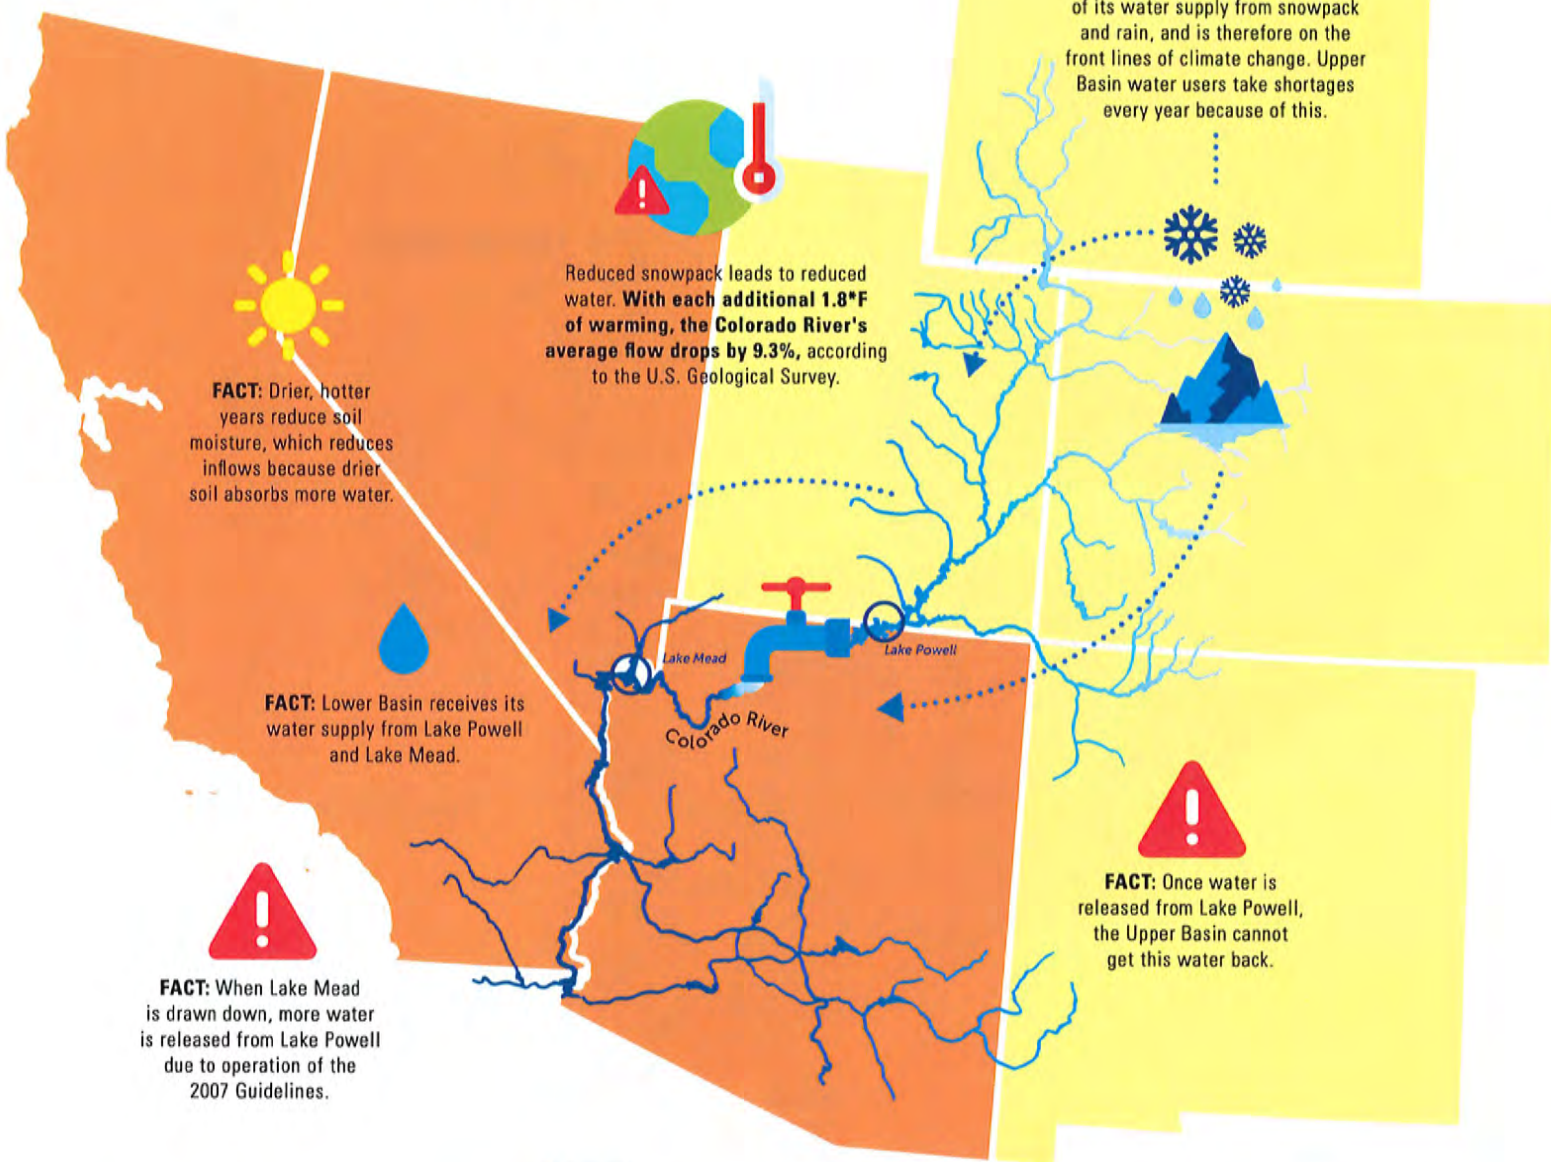 of its water supply from snowpack
and rain, and is therefore on the
front lines of climate change. Upper
Basin water users take shortages
every year because of this.
Reduced snowpack leads to reduced
water. With each additional 1.8*F
of warming, the Colorado River's
average flow drops by 9.3%, according
to the U.S. Geological Survey.
FACT: Drier, hotter
years reduce soil
moisture, which reduces
inflows because drier
soil absorbs more water.
Lake Mead
Lake Powell
Colorado River
FACT: Lower Basin receives its
water supply from Lake Powell
and Lake Mead.
FACT: Once water is
released from Lake Powell,
the Upper Basin cannot
get this water back.
FACT: When Lake Mead
is drawn down, more water
is released from Lake Powell
due to operation of the
2007 Guidelines.